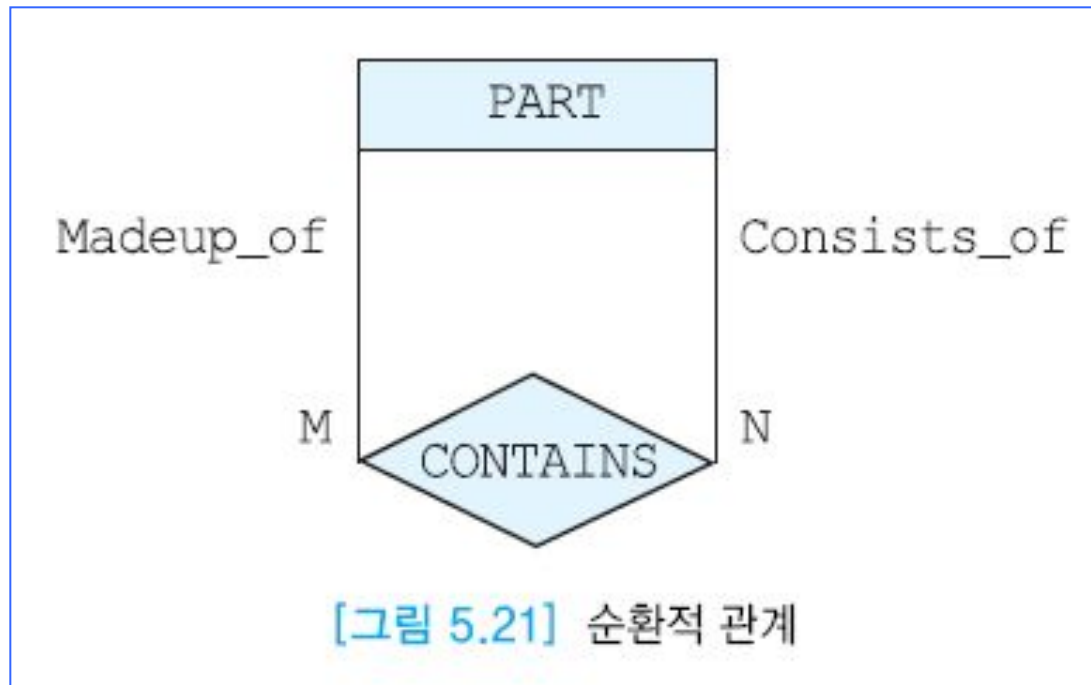 PART
Madeup_of Consists_of
M N
CONTAINS
[그림 5.21] 순환적 관계